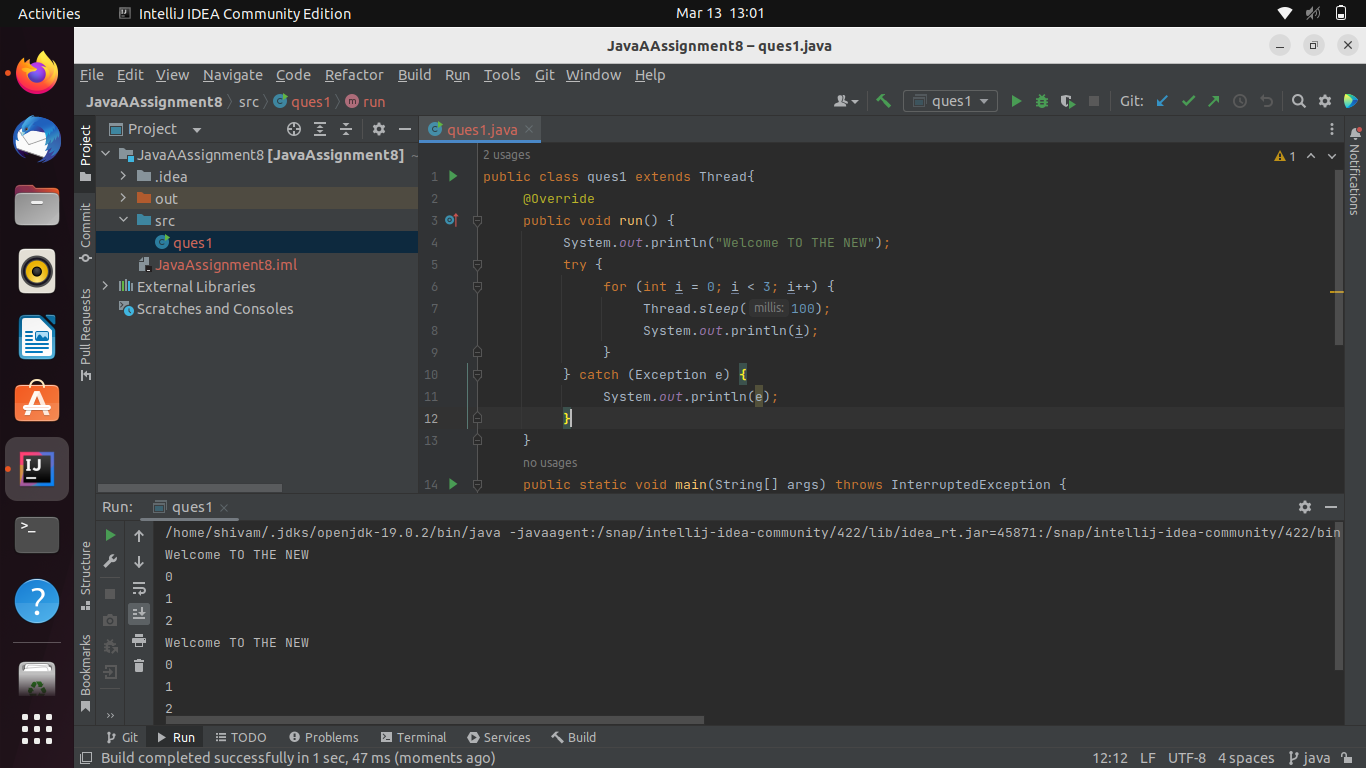 Activities
IntelliJ IDEA Community Edition
Mar 13 13:01
JavaAAssignment8 – ques1.java
File Edit View Navigate Code Refactor Build Run Tools Git Window Help
JavaAAssignment8 src ques1 run
ques1
Git:
Project
ques1.java
Project
Commit
Pull Requests
Structure
Bookmarks
Notifications
JavaAAssignment8 [JavaAssignment8]
.idea
out
src
ques1
JavaAssignment8.iml
External Libraries
Scratches and Consoles
2 usages
1
1 public class ques1 extends Thread{
2 @Override
3 public void run() {
4 System.out.println("Welcome TO THE NEW");
5 try {
6 for (int i = 0; i < 3; i++) {
7 Thread.sleep( millis: 100);
8 System.out.println(i);
9 }
10 } catch (Exception e) {
11 System.out.println(e);
12 }
13 }
no usages
14 public static void main(String[] args) throws InterruptedException {
Run: ques1
/home/shivam/.jdks/openjdk-19.0.2/bin/java -javaagent:/snap/intellij-idea-community/422/lib/idea_rt.jar=45871:/snap/intellij-idea-community/422/bin
Welcome TO THE NEW
0
1
2
Welcome TO THE NEW
0
1
2
Git Run TODO Problems Terminal Services Build
Build completed successfully in 1 sec, 47 ms (moments ago)
12:12 LF UTF-8 4 spaces java